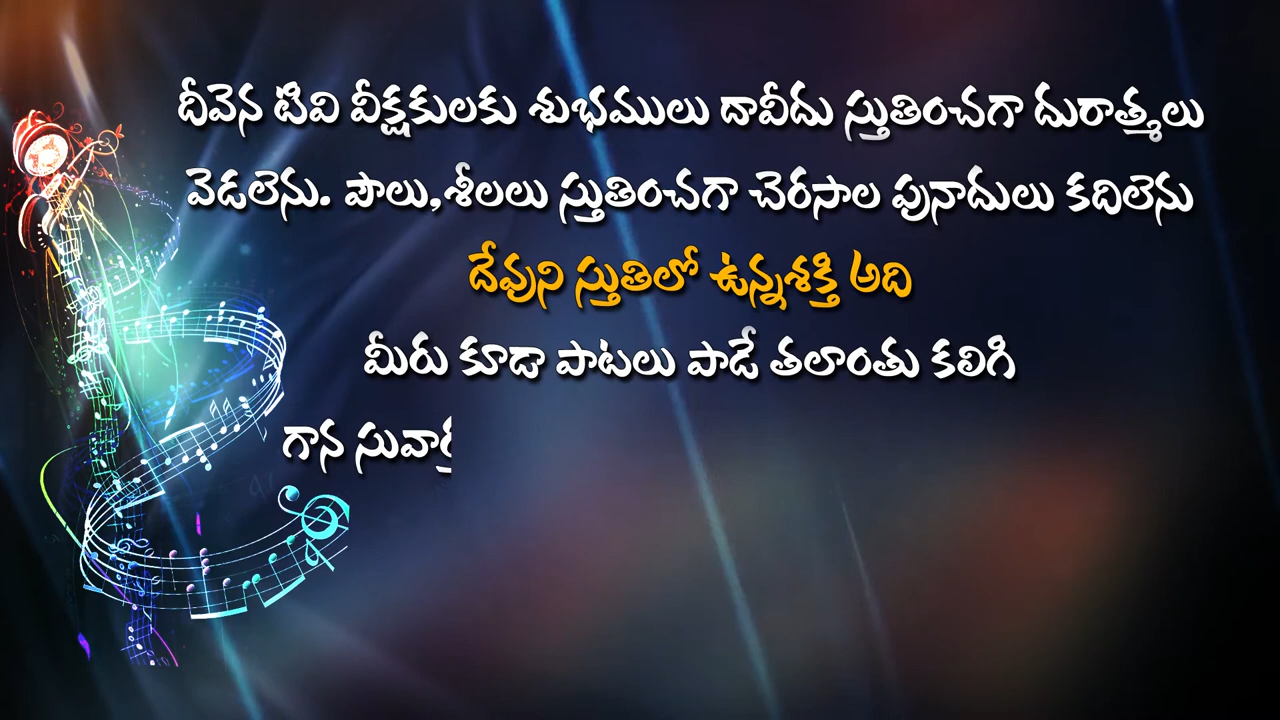 దీవెన టివి వీక్షకులకు శుభములు దావీదు స్తుతించగా దురాత్మలు
వెడలెను. పౌలు,శీలలు స్తుతించగా చెరసాల పునాదులు కదిలెను
దేవుని స్తుతిలో ఉన్నశక్తి అది
మీరు కూడా పాటలు పాడే తలాంతు కలిగి
గాన